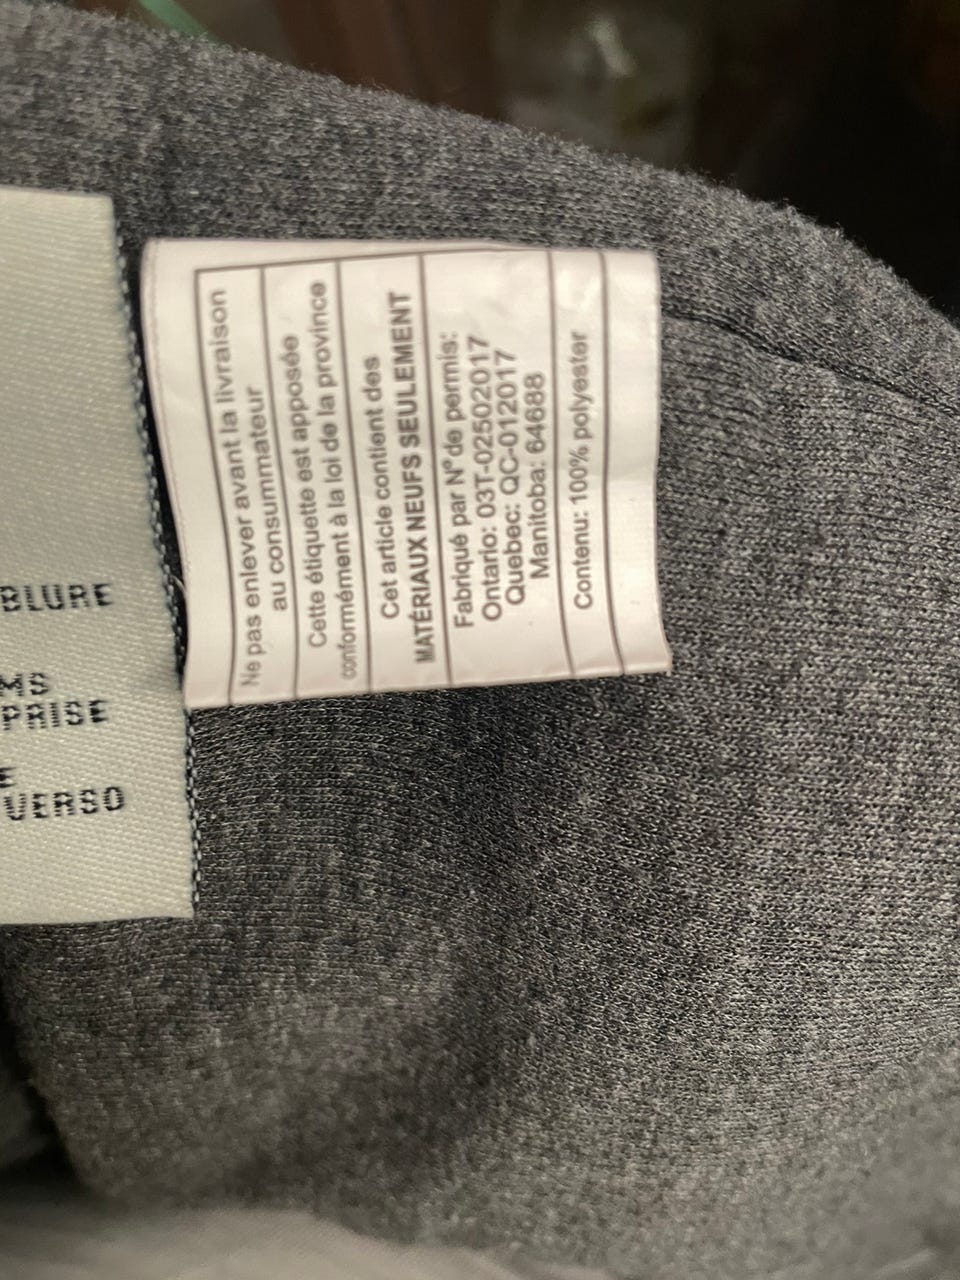 BLURE
MS
PRISE
VERSO
Ne pas enlever avant la livraison
au consummateur
Cette étiquette est apposée
conformément à la loi de la province
Cet article contient des
MATÉRIAUX NEUFS SEULEMENT
Fabriqué par N° de permis:
Ontario: 03T-02502017
Quebec: QC-012017
Manitoba: 64688
Contenu: 100% polyester